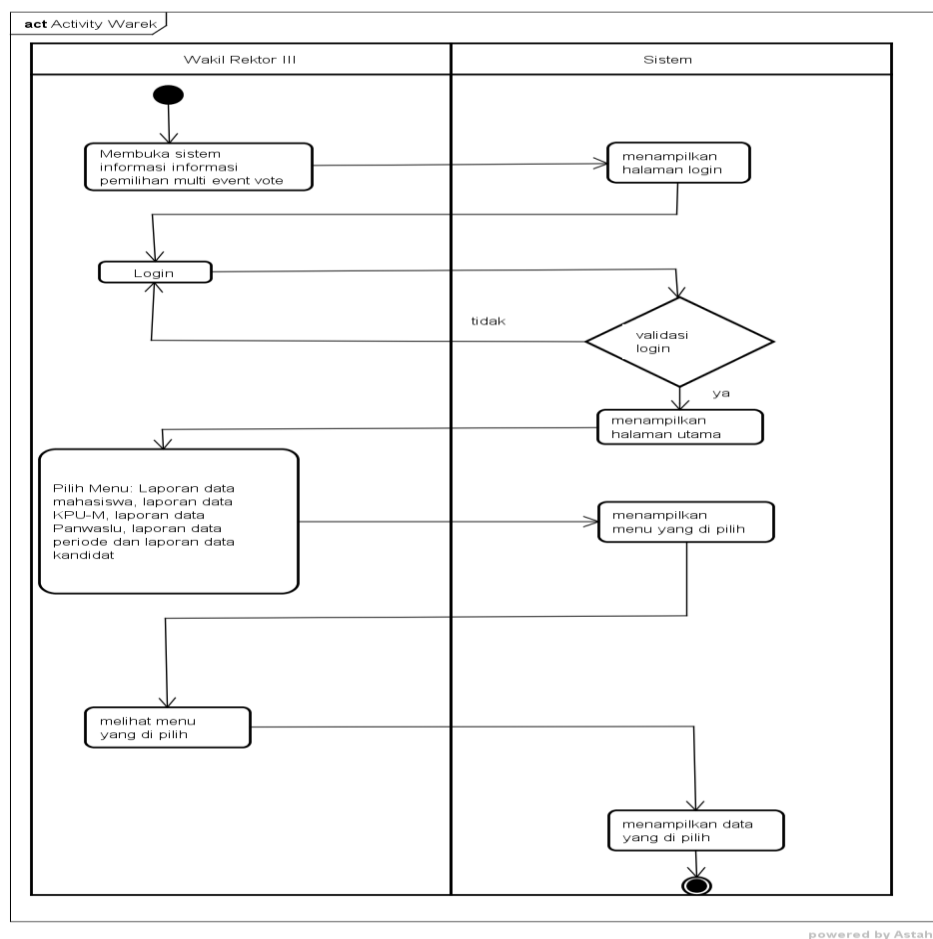 act Activity Warek
Wakil Rektor III
Sistem
Membuka sistem
informasi informasi
pemilihan multi event vote
menampilkan
halaman login
Login
tidak
validasi
login
ya
menampilkan
halaman utama
Pilih Menu: Laporan data
mahasiswa, laporan data
KPU-M, laporan data
Panwaslu, laporan data
periode dan laporan data
kandidat
menampilkan
menu yang di pilih
melihat menu
yang di pilih
menampilkan data
yang di pilih
powered by Astah